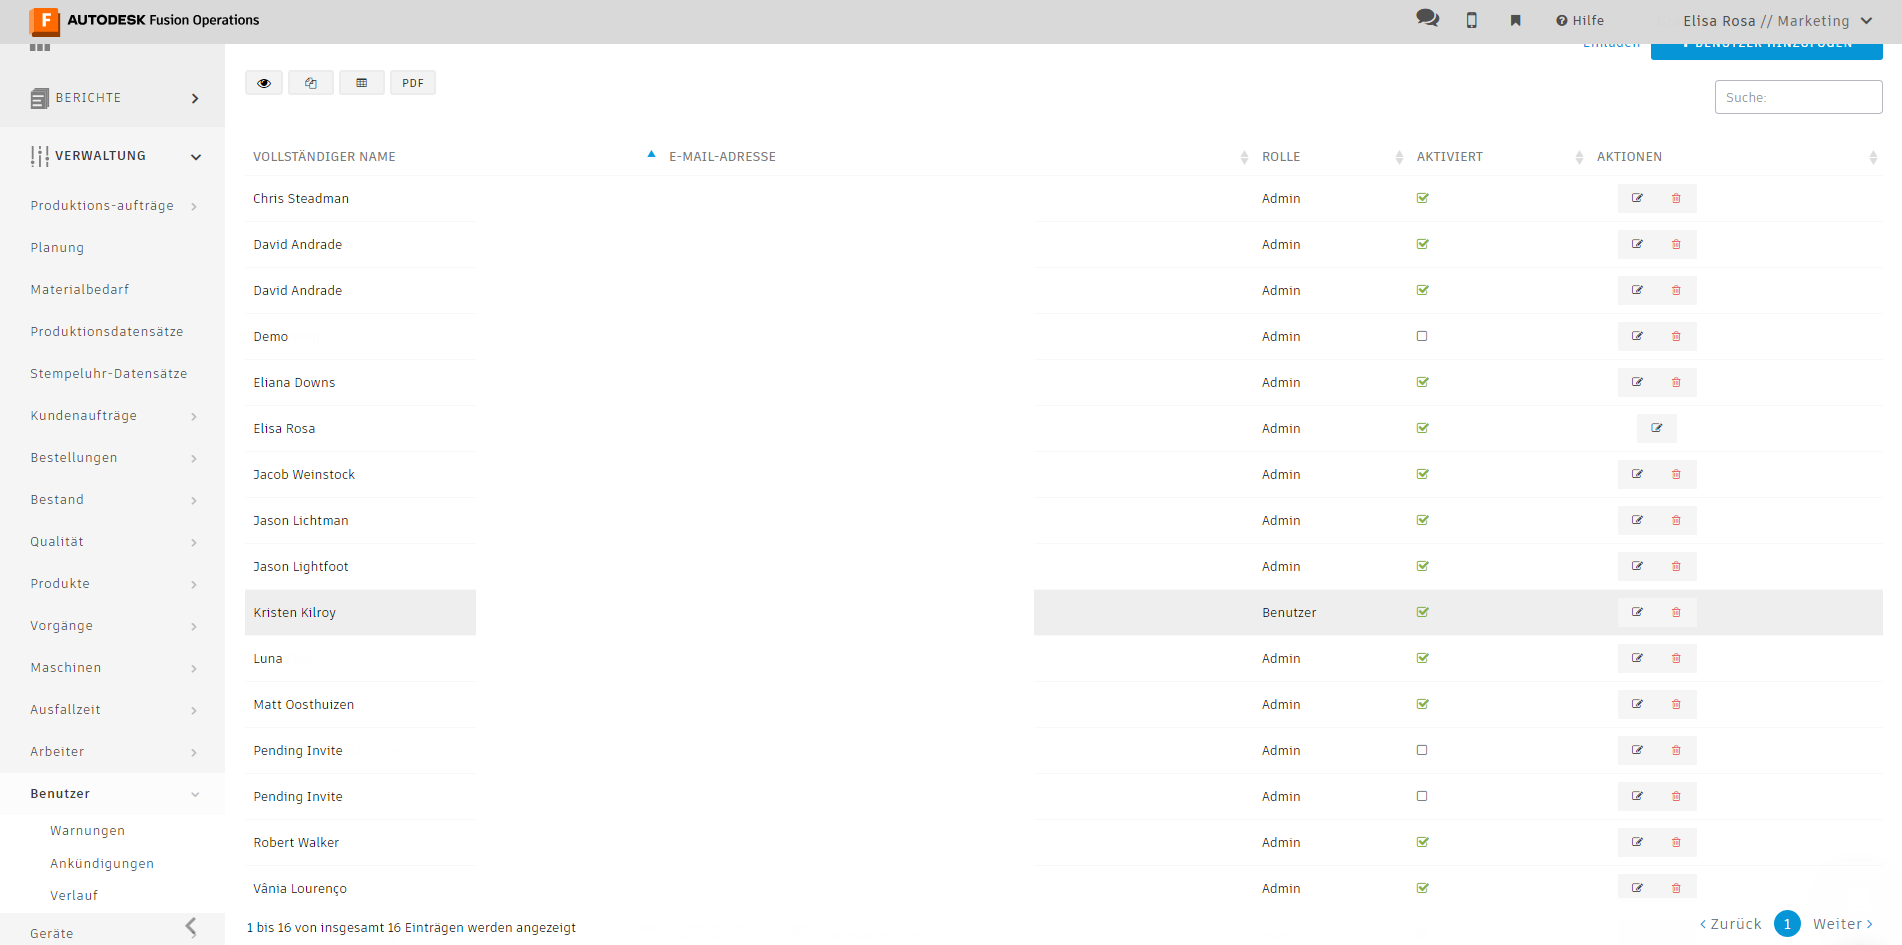 F AUTODESK Fusion Operations
Hilfe
Elisa Rosa // Marketing
Einladen
BENUTZER HINZUFÜGEN
BERICHTE
VERWALTUNG
Produktions-aufträge
Planung
Materialbedarf
Produktionsdatensätze
Stempeluhr-Datensätze
Kundenaufträge
Bestellungen
Bestand
Qualität
Produkte
Vorgänge
Maschinen
Ausfallzeit
Arbeiter
Benutzer
Warnungen
Ankündigungen
Verlauf
Geräte
PDF
Suche:
VOLLSTÄNDIGER NAME E-MAIL-ADRESSE ROLLE AKTIVIERT AKTIONEN
Chris Steadman Admin
David Andrade Admin
David Andrade Admin
Demo Admin
Eliana Downs Admin
Elisa Rosa Admin
Jacob Weinstock Admin
Jason Lichtman Admin
Jason Lightfoot Admin
Kristen Kilroy Benutzer
Luna Admin
Matt Oosthuizen Admin
Pending Invite Admin
Pending Invite Admin
Robert Walker Admin
Vânia Lourenço Admin
1 bis 16 von insgesamt 16 Einträgen werden angezeigt
‹ Zurück 1 Weiter ›